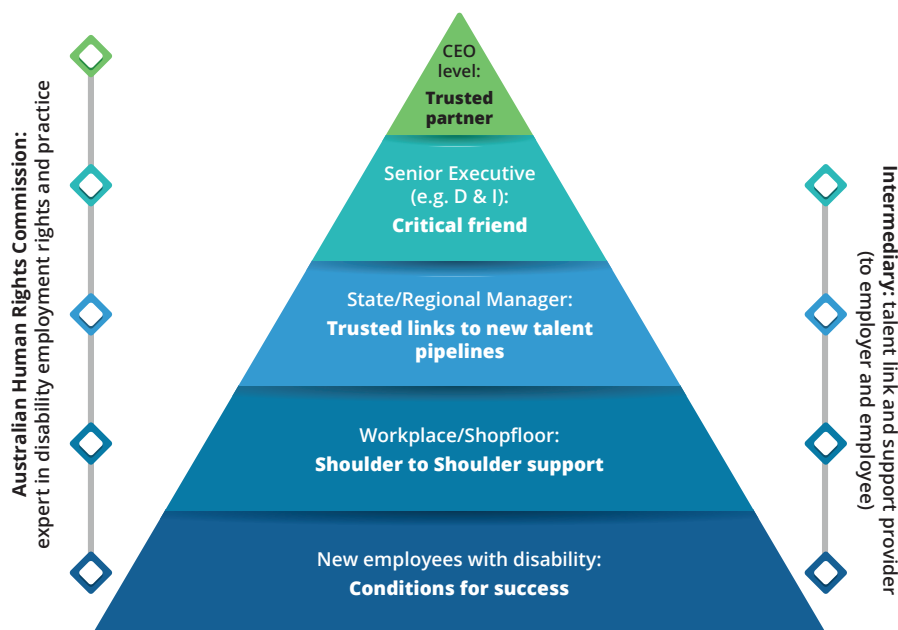 Australian Human Rights Commission:
expert in disability employment rights and practice
CEO
level:
Trusted
partner
Senior Executive
(e.g. D & I):
Critical friend
State/Regional Manager:
Trusted links to new talent
pipelines
Workplace/Shopfloor:
Shoulder to Shoulder support
New employees with disability:
Conditions for success
Intermediary: talent link and support provider
(to employer and employee)